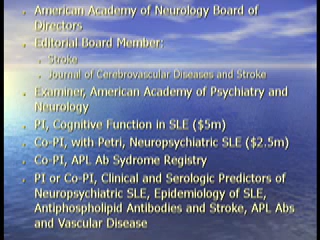 American Academy of Neurology Board of
Directors
Editorial Board Member:
Stroke
Journal of Cerebrovascular Diseases and Stroke
Examiner, American Academy of Psychiatry and
Neurology
PI, Cognitive Function in SLE ($5m)
Co-PI, with Petri, Neuropsychiatric SLE ($2.5m)
Co-PI, APL Ab Sydrome Registry
PI or Co-PI, Clinical and Serologic Predictors of
Neuropsychiatric SLE, Epidemiology of SLE,
Antiphospholipid Antibodies and Stroke, APL Abs
and Vascular Disease